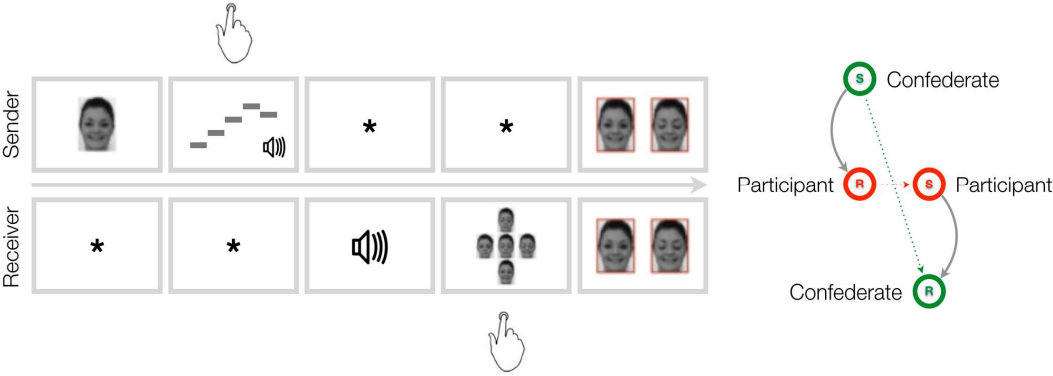 Sender
*
*
Receiver
*
*
S
Confederate
Participant
R
S
Participant
Confederate
R